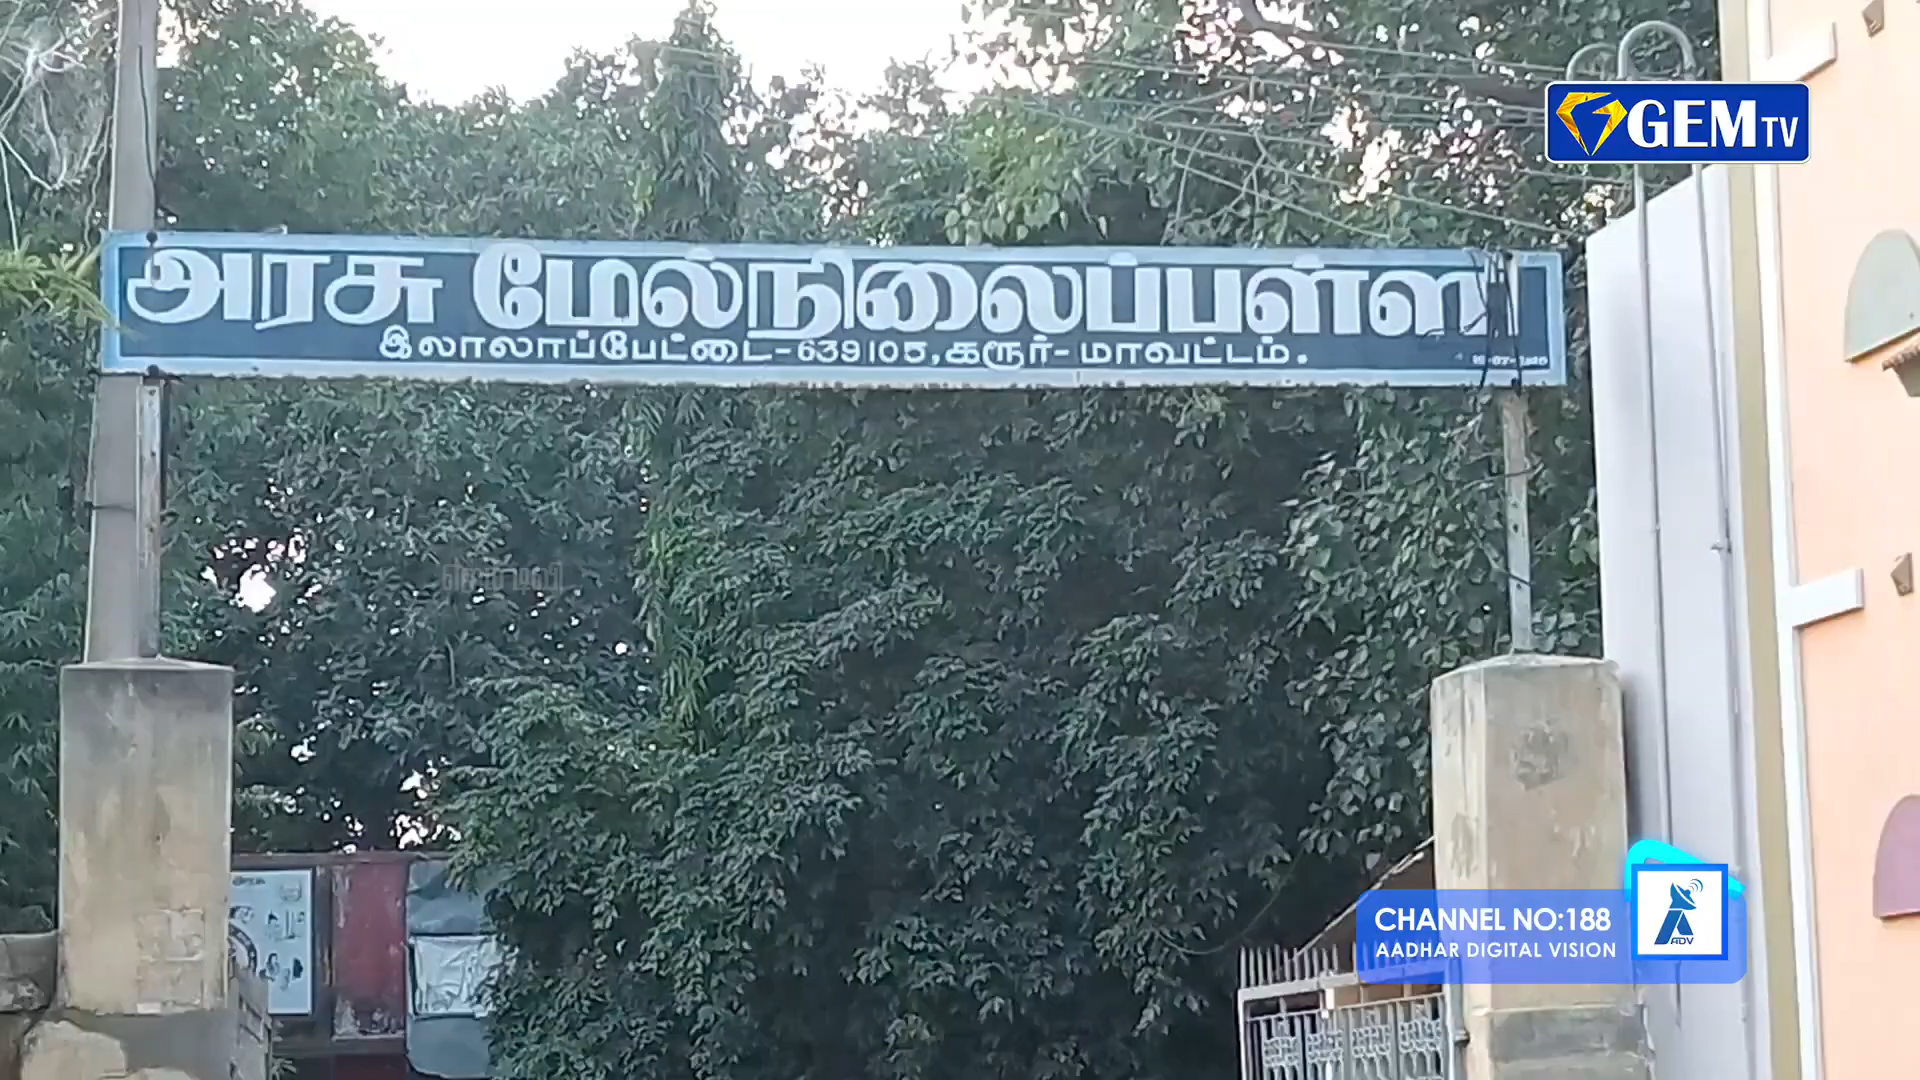 GEM TV
அரசு மேல்நிலைப்பள்ளி
இலாலாப்பேட்டை-639105, கரூர்- மாவட்டம்.
CHANNEL NO:188
AADHAR DIGITAL VISION
ADV